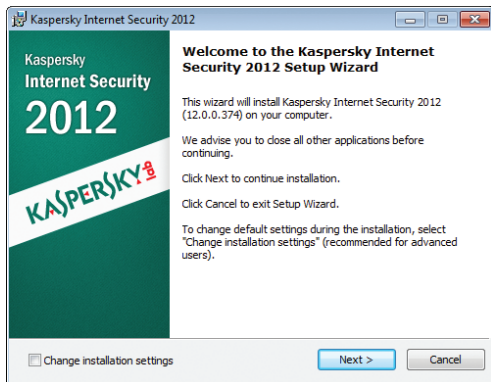 Kaspersky Internet Security 2012
Kaspersky
Internet Security
2012
KASPERSKY lab
Welcome to the Kaspersky Internet
Security 2012 Setup Wizard
This wizard will install Kaspersky Internet Security 2012
(12.0.0.374) on your computer.
We advise you to close all other applications before
continuing.
Click Next to continue installation.
Click Cancel to exit Setup Wizard.
To change default settings during the installation, select
"Change installation settings" (recommended for advanced
users).
Change installation settings
Next >
Cancel